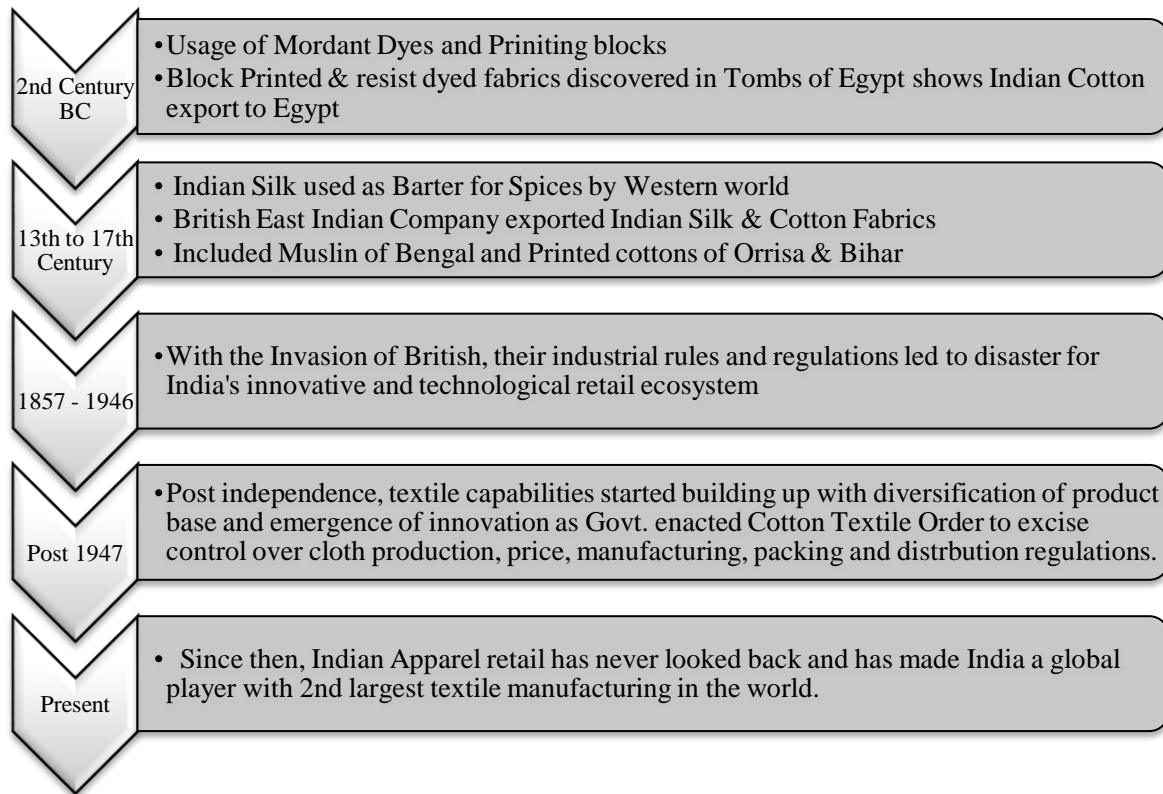 2nd Century
BC
•Usage of Mordant Dyes and Priniting blocks
•Block Printed & resist dyed fabrics discovered in Tombs of Egypt shows Indian Cotton
export to Egypt
13th to 17th
Century
• Indian Silk used as Barter for Spices by Western world
• British East Indian Company exported Indian Silk & Cotton Fabrics
• Included Muslin of Bengal and Printed cottons of Orrisa & Bihar
1857 - 1946
•With the Invasion of British, their industrial rules and regulations led to disaster for
India's innovative and technological retail ecosystem
Post 1947
•Post independence, textile capabilities started building up with diversification of product
base and emergence of innovation as Govt. enacted Cotton Textile Order to excise
control over cloth production, price, manufacturing, packing and distrbution regulations.
Present
• Since then, Indian Apparel retail has never looked back and has made India a global
player with 2nd largest textile manufacturing in the world.